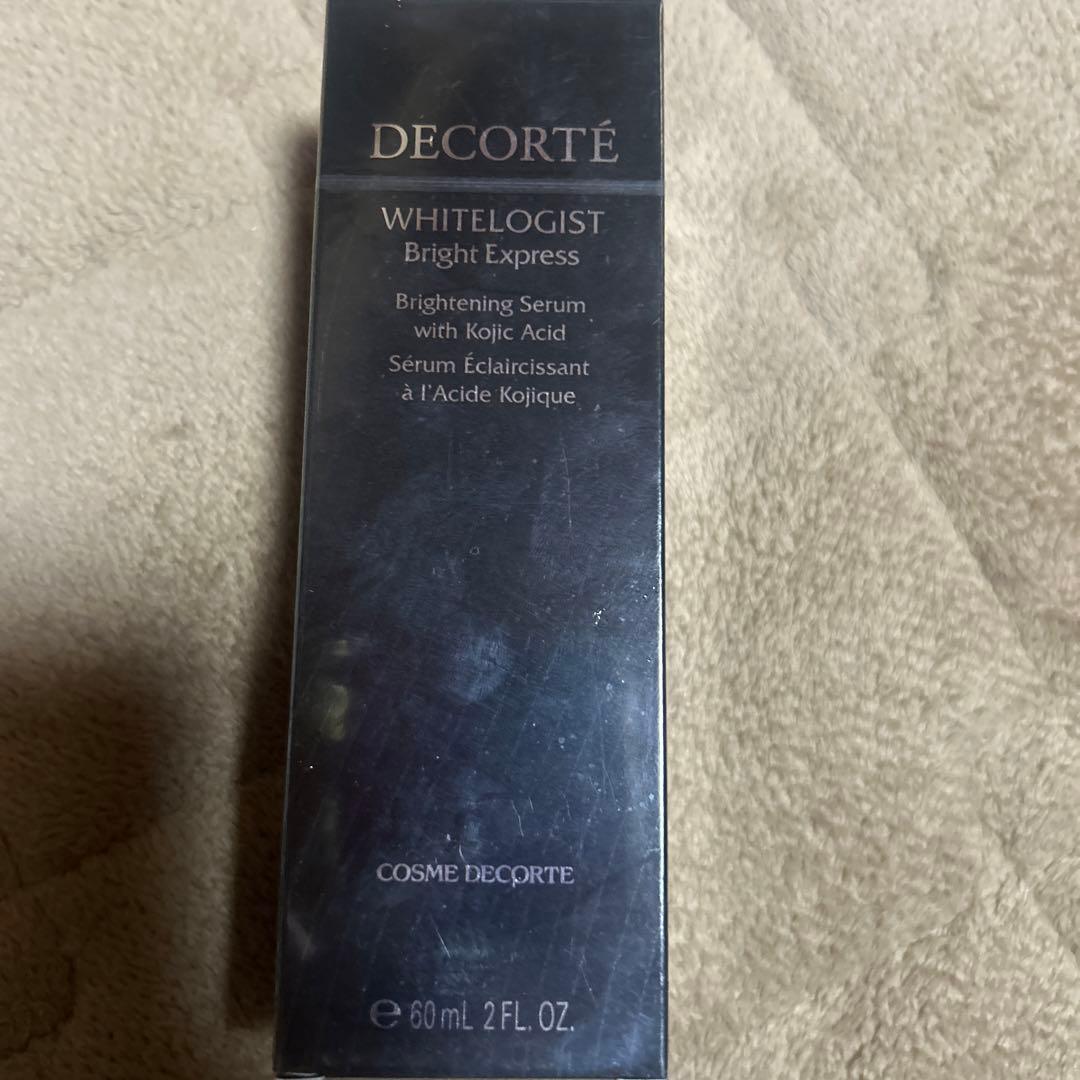 DECORTÉ
WHITELOGIST
Bright Express
Brightening Serum
with Kojic Acid
Sérum Éclaircissant
à l'Acide Kojique
COSME DECORTE
℮ 60 mL 2 FL. OZ.